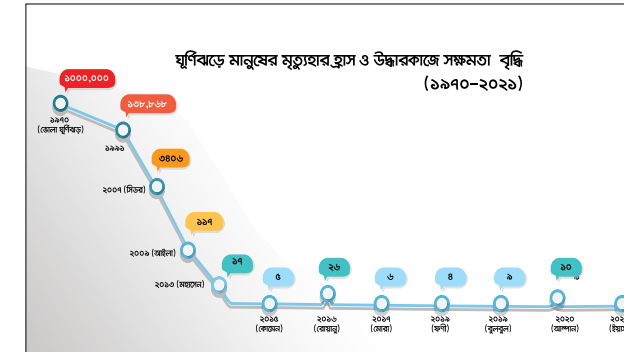 ঘূর্ণিঝড়ে মানুষের মৃত্যুহার হ্রাস ও উদ্ধারকাজে সক্ষমতা বৃদ্ধি
(১৯৭০–২০২১)
১০০০,০০০
১৯৭০
(ভোলা ঘূর্ণিঝড়)
১৩৮,৮৬৮
১৯৯১
৩৪০৬
২০০৭ (সিডর)
১১৭
২০০৯ (আইলা)
১৭
২০১৩ (মহাসেন)
৫
২০১৫
(কোমেন)
২৬
২০১৬
(রোয়ানু)
৬
২০১৭
(মোরা)
৪
২০১৯
(ফণী)
৯
২০১৯
(বুলবুল)
১০
২০২০
(আম্পান)